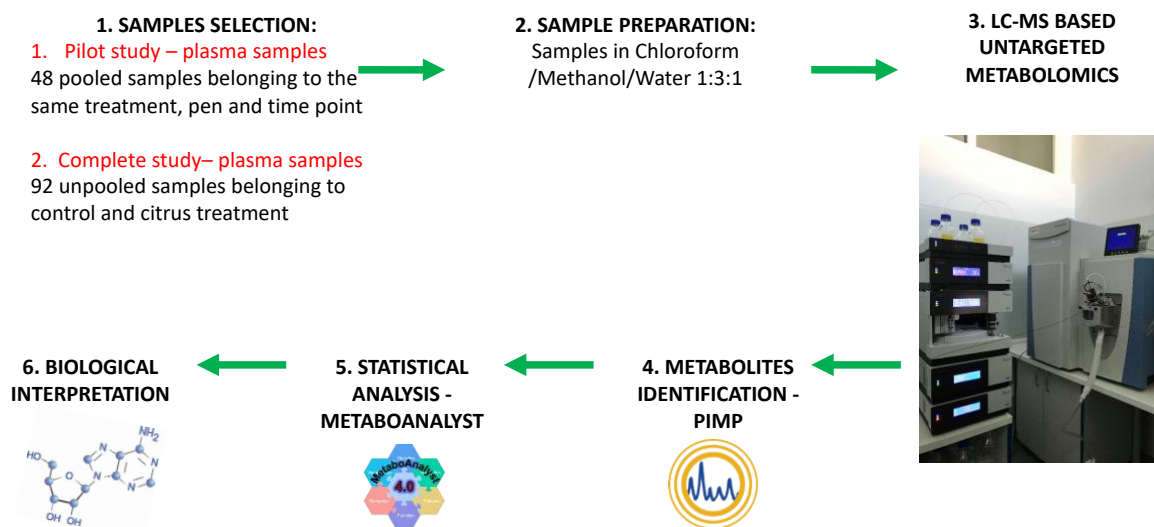 1. SAMPLES SELECTION:
1. Pilot study – plasma samples
48 pooled samples belonging to the
same treatment, pen and time point
2. Complete study– plasma samples
92 unpooled samples belonging to
control and citrus treatment
2. SAMPLE PREPARATION:
Samples in Chloroform
/Methanol/Water 1:3:1
3. LC-MS BASED
UNTARGETED
METABOLOMICS
4. METABOLITES
IDENTIFICATION -
PIMP
5. STATISTICAL
ANALYSIS -
METABOANALYST
MetaboAnalyst
4.0
6. BIOLOGICAL
INTERPRETATION
NH₂
N
N
N
N
HO
O
OH
OH